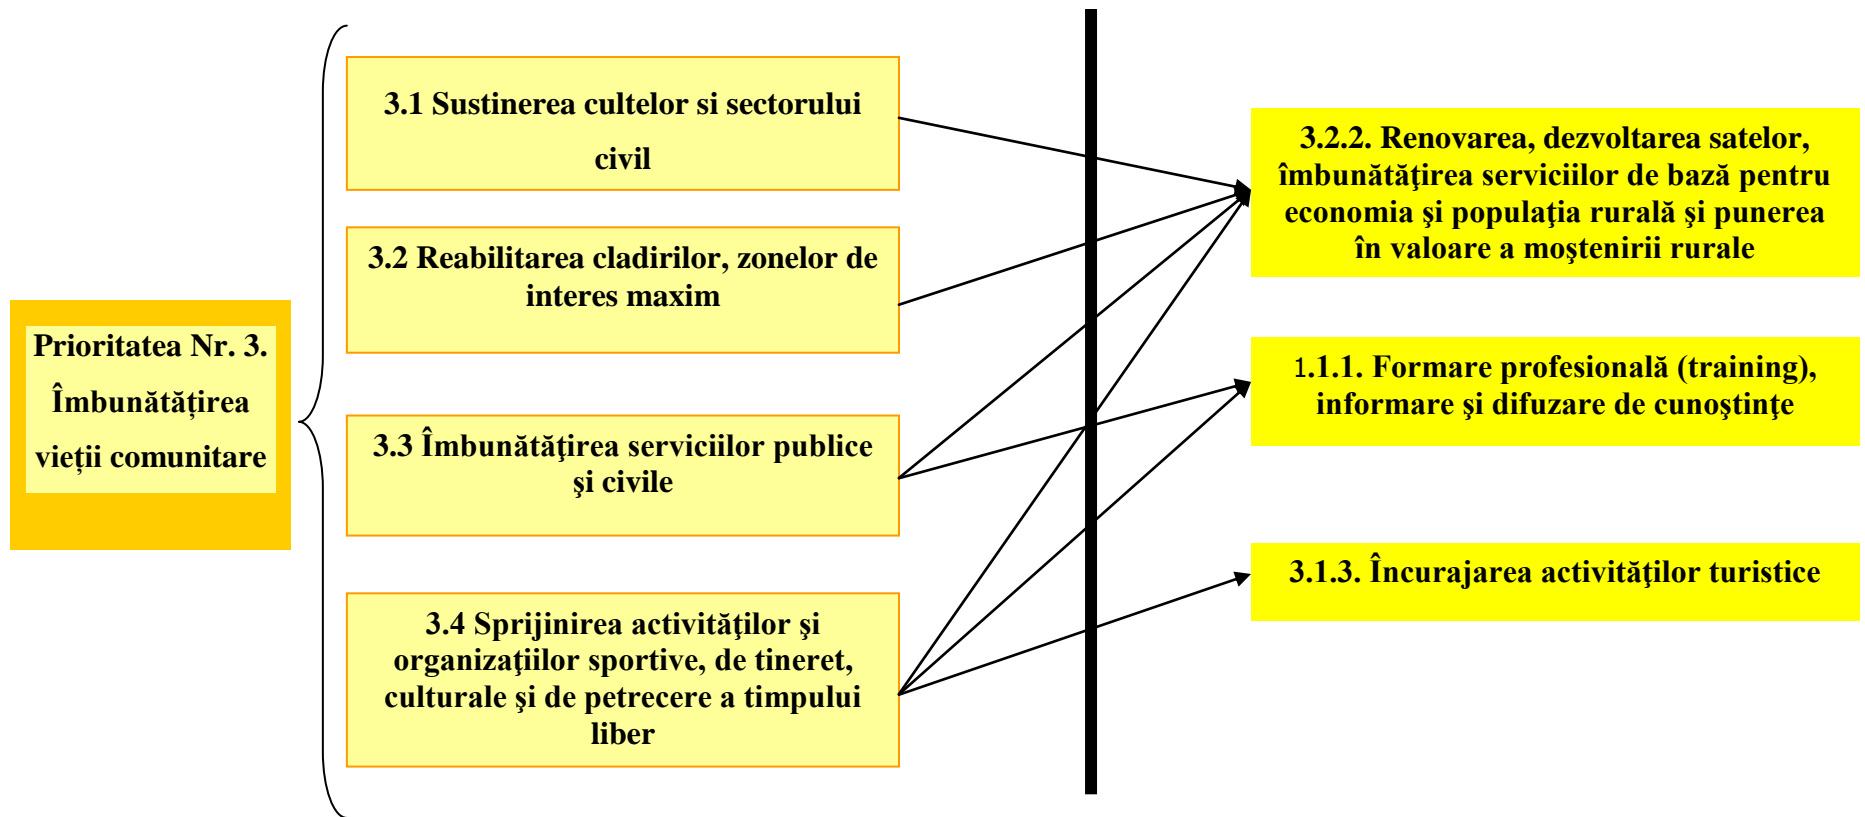 Prioritatea Nr. 3.
Îmbunătățirea
vieții comunitare
3.1 Sustinerea cultelor si sectorului
civil
3.2 Reabilitarea cladirilor, zonelor de
interes maxim
3.3 Îmbunătăţirea serviciilor publice
şi civile
3.4 Sprijinirea activităţilor şi
organizaţiilor sportive, de tineret,
culturale şi de petrecere a timpului
liber
3.2.2. Renovarea, dezvoltarea satelor,
îmbunătăţirea serviciilor de bază pentru
economia şi populaţia rurală şi punerea
în valoare a moştenirii rurale
1.1.1. Formare profesională (training),
informare şi difuzare de cunoştinţe
3.1.3. Încurajarea activităţilor turistice